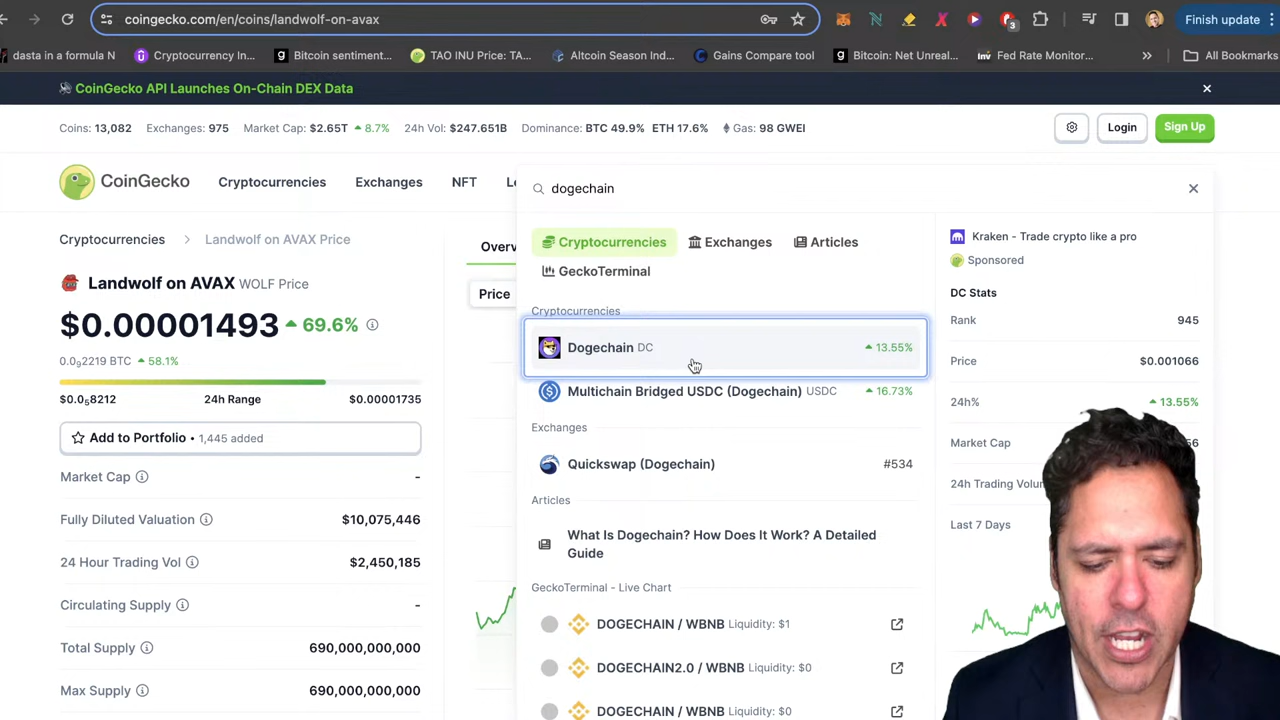 coingecko.com/en/coins/landwolf-on-avax
Finish update
3
dasta in a formula N
Cryptocurrency In...
Bitcoin sentiment...
TAO INU Price: TA...
Altcoin Season Ind...
Gains Compare tool
Bitcoin: Net Unreal...
Fed Rate Monitor...
All Bookmarks
CoinGecko API Launches On-Chain DEX Data
Coins: 13,082 Exchanges: 975 Market Cap: $2.65T 8.7% 24h Vol: $247.651B Dominance: BTC 49.9% ETH 17.6% Gas: 98 GWEI
Login
Sign Up
CoinGecko
Cryptocurrencies
Exchanges
NFT
dogechain
Cryptocurrencies > Landwolf on AVAX Price
Landwolf on AVAX WOLF Price
$0.00001493 69.6%
0.0₉2219 BTC 58.1%
$0.0₅8212 24h Range $0.00001735
Add to Portfolio • 1,445 added
Market Cap -
Fully Diluted Valuation $10,075,446
24 Hour Trading Vol $2,450,185
Circulating Supply -
Total Supply 690,000,000,000
Max Supply 690,000,000,000
Overv
Price
Cryptocurrencies
Exchanges
Articles
GeckoTerminal
Cryptocurrencies
Dogechain DC 13.55%
Multichain Bridged USDC (Dogechain) USDC 16.73%
Exchanges
Quickswap (Dogechain) #534
Articles
What Is Dogechain? How Does It Work? A Detailed
Guide
GeckoTerminal - Live Chart
DOGECHAIN / WBNB Liquidity: $1
DOGECHAIN2.0 / WBNB Liquidity: $0
DOGECHAIN / WBNB Liquidity: $0
Kraken - Trade crypto like a pro
Sponsored
DC Stats
Rank 945
Price $0.001066
24h% 13.55%
Market Cap 56
24h Trading Volu
Last 7 Days